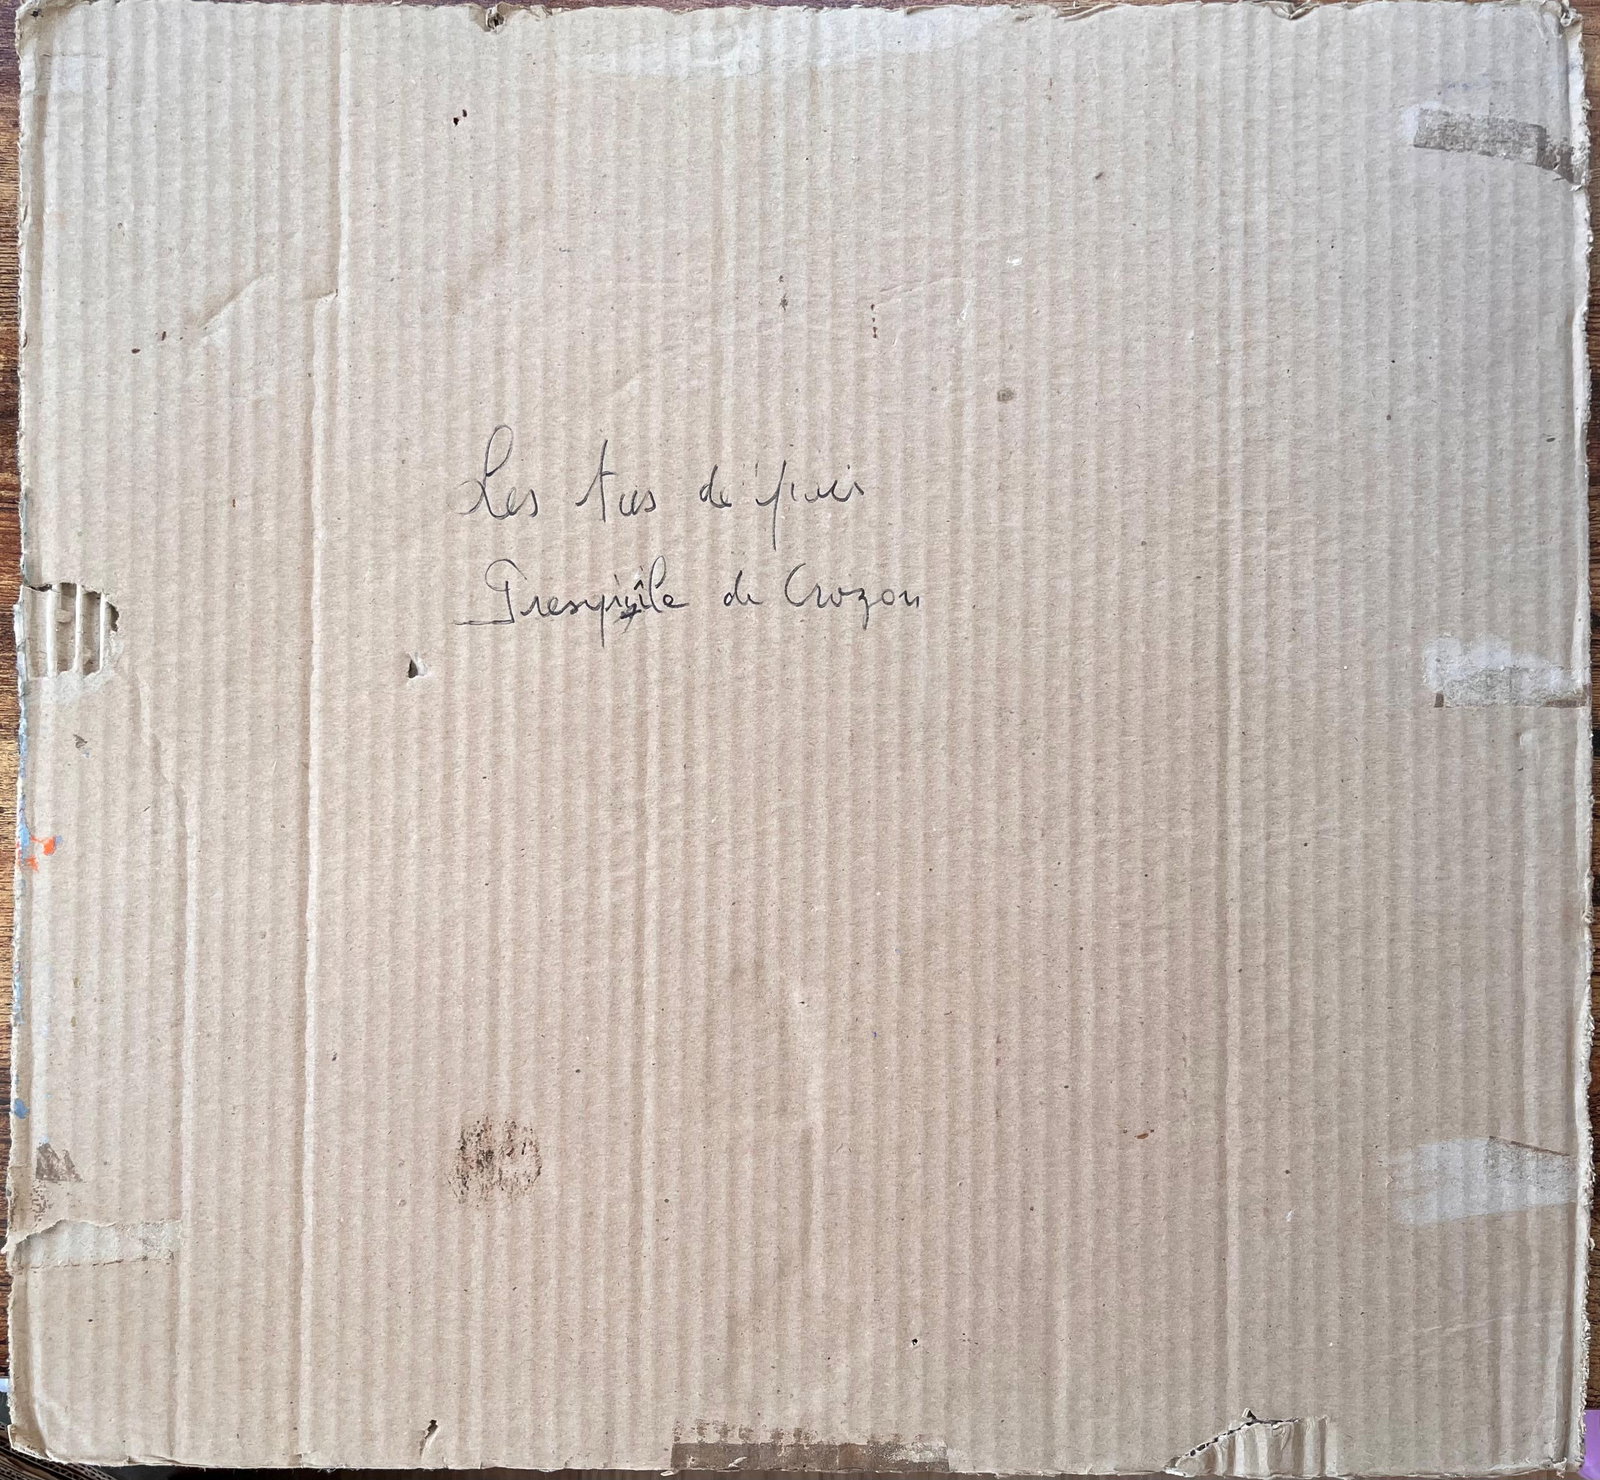 Les tas de pois
Presqu'île de Crozon